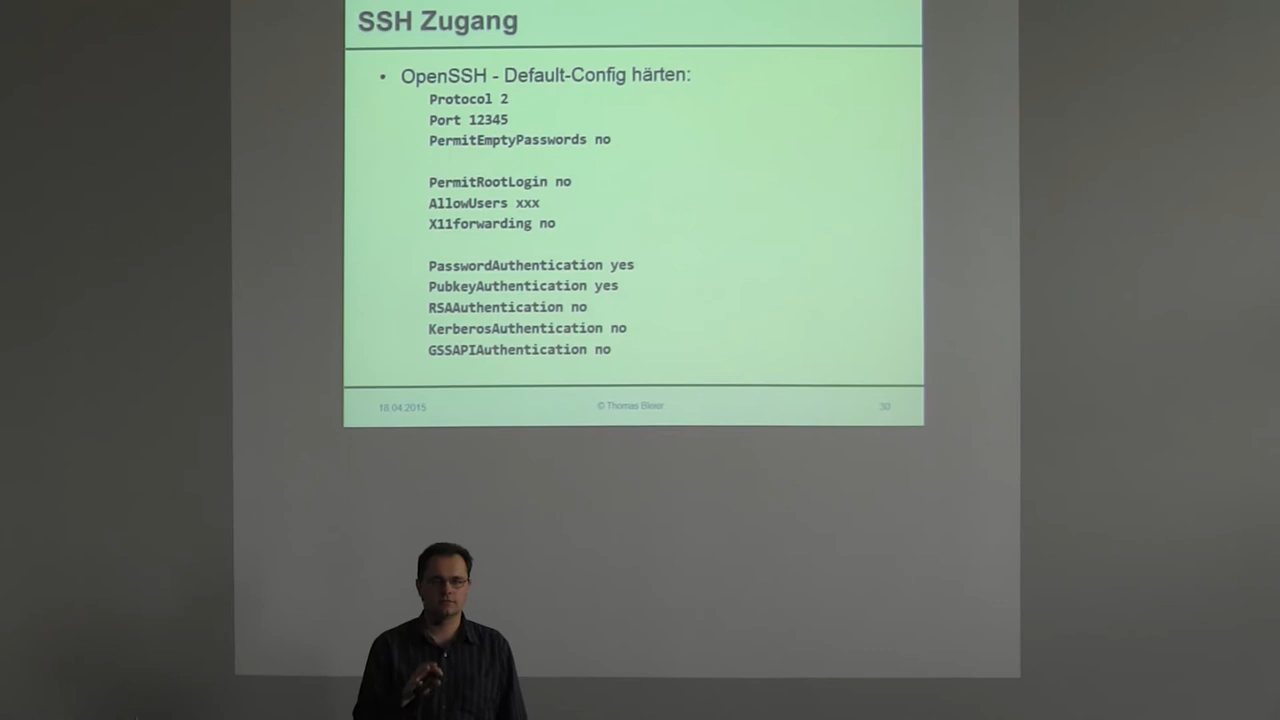 SSH Zugang
• OpenSSH - Default-Config härten:
Protocol 2
Port 12345
PermitEmptyPasswords no
PermitRootLogin no
AllowUsers xxx
X11forwarding no
PasswordAuthentication yes
PubkeyAuthentication yes
RSAAuthentication no
KerberosAuthentication no
GSSAPIAuthentication no
18.04.2015
© Thomas Bleier
30